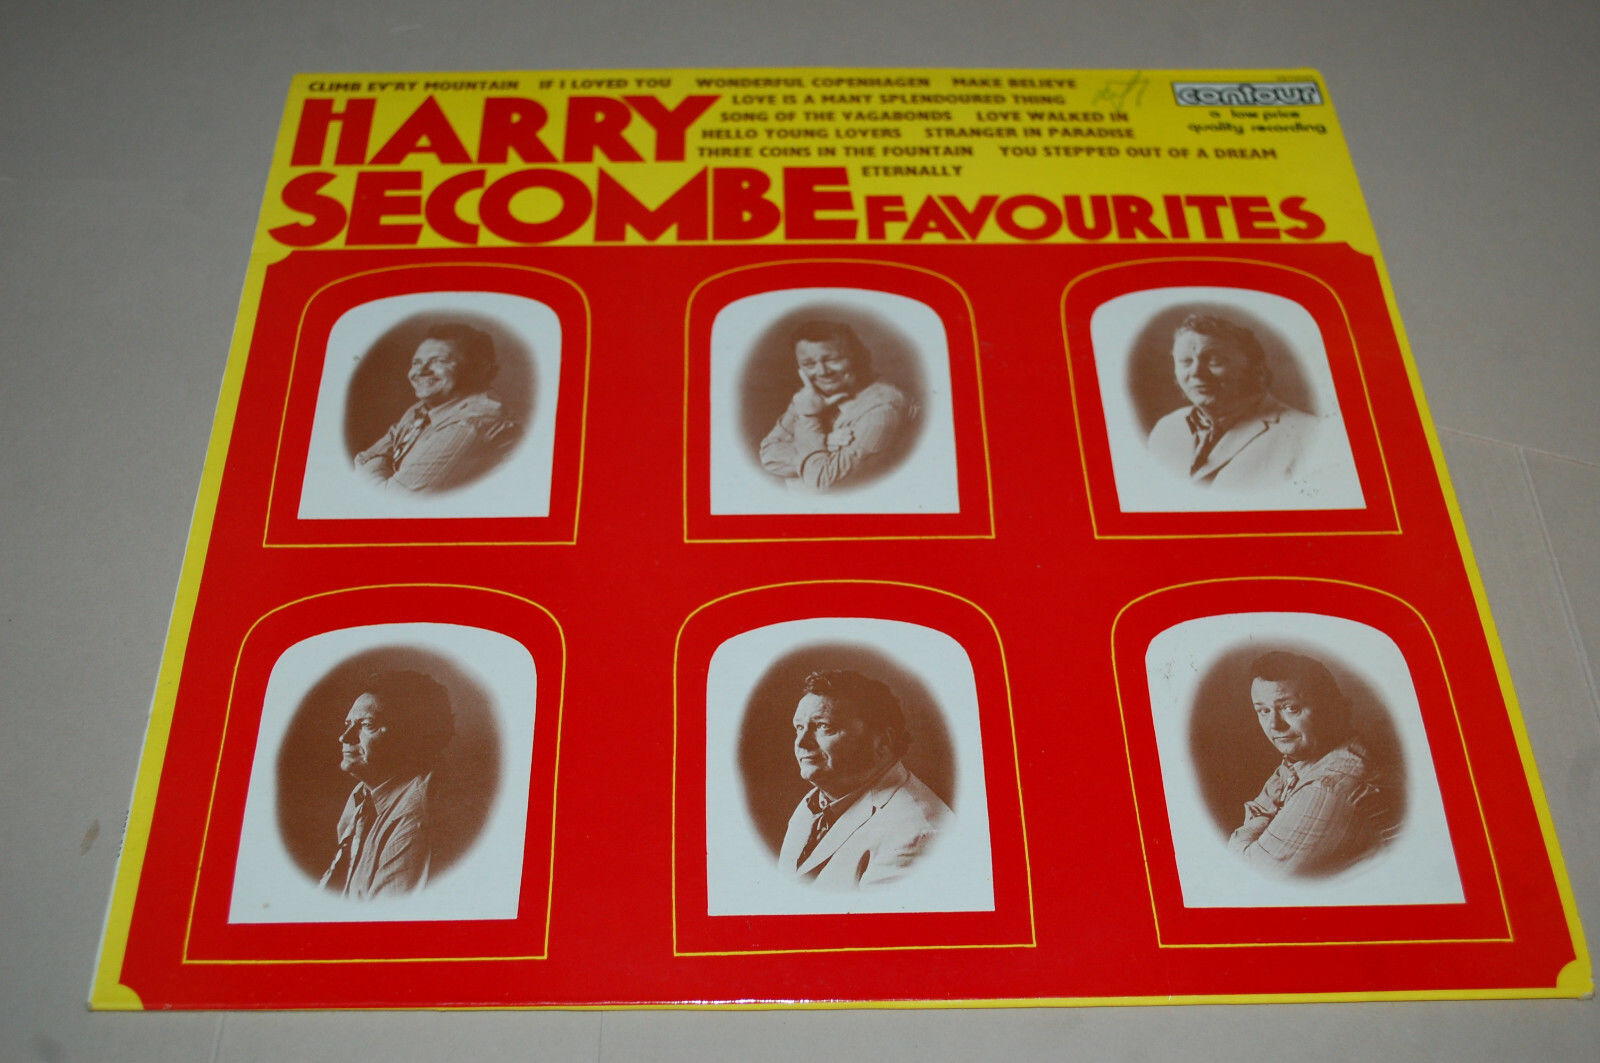 CLIMB EV'RY MOUNTAIN IF I LOVED YOU WONDERFUL COPENHAGEN MAKE BELIEVE
LOVE IS A MANY SPLENDOURED THING
SONG OF THE VAGABONDS LOVE WALKED IN
HELLO YOUNG LOVERS STRANGER IN PARADISE
THREE COINS IN THE FOUNTAIN YOU STEPPED OUT OF A DREAM
ETERNALLY
HARRY
SECOMBE FAVOURITES
contour
a low price
quality recording